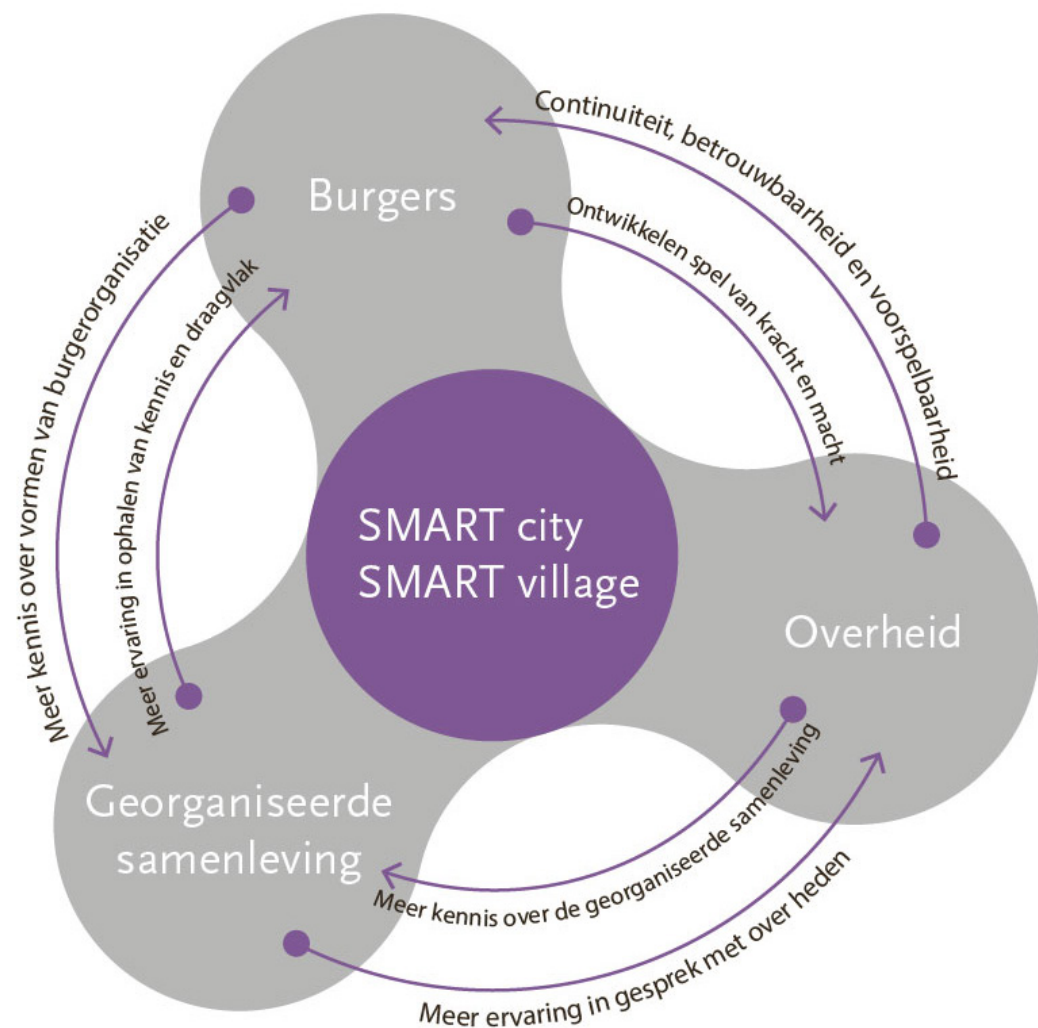 Continuiteit, betrouwbaarheid en voorspelbaarheid
Burgers
Ontwikkelen spel van kracht en macht
Meer kennis over vormen van burgerorganisatie
Meer ervaring in ophalen van kennis en draagvlak
SMART city
SMART village
Overheid
Georganiseerde
samenleving
Meer kennis over de georganiseerde samenleving
Meer ervaring in gesprek met over heden